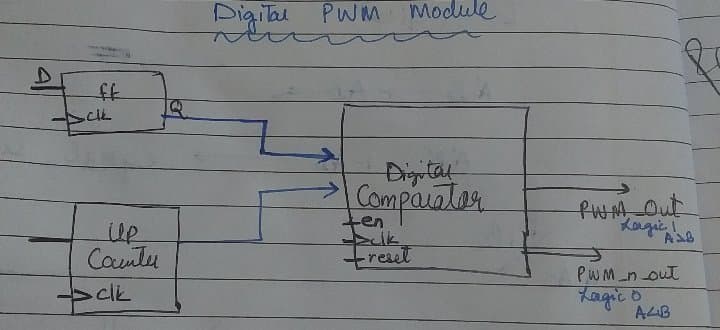 Digital PWM Module
D
ff
clk
Q
Up
Counter
clk
Digital
Comparator
en
clk
reset
PWM_Out
Logic 1
A>B
PWM_n_out
Logic 0
A<B